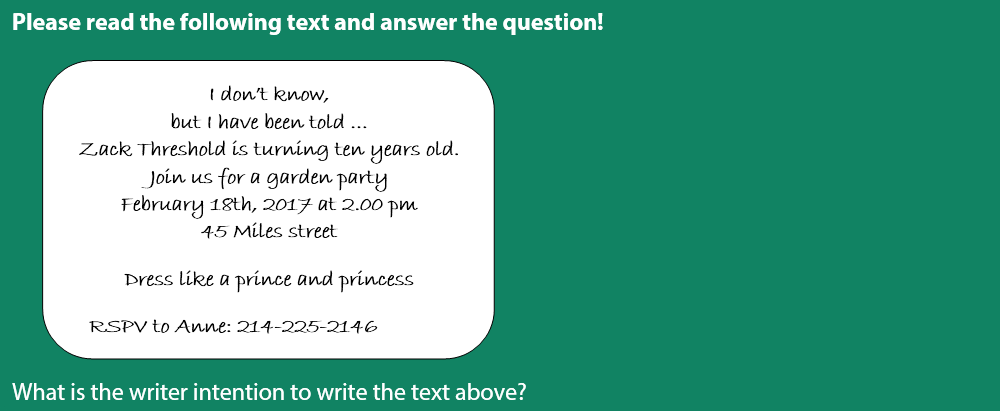 Please read the following text and answer the question!
I don't know,
but I have been told ...
Zack Threshold is turning ten years old.
Join us for a garden party
February 18th, 2017 at 2.00 pm
45 Miles street
Dress like a prince and princess
RSPV to Anne: 214-225-2146
What is the writer intention to write the text above?